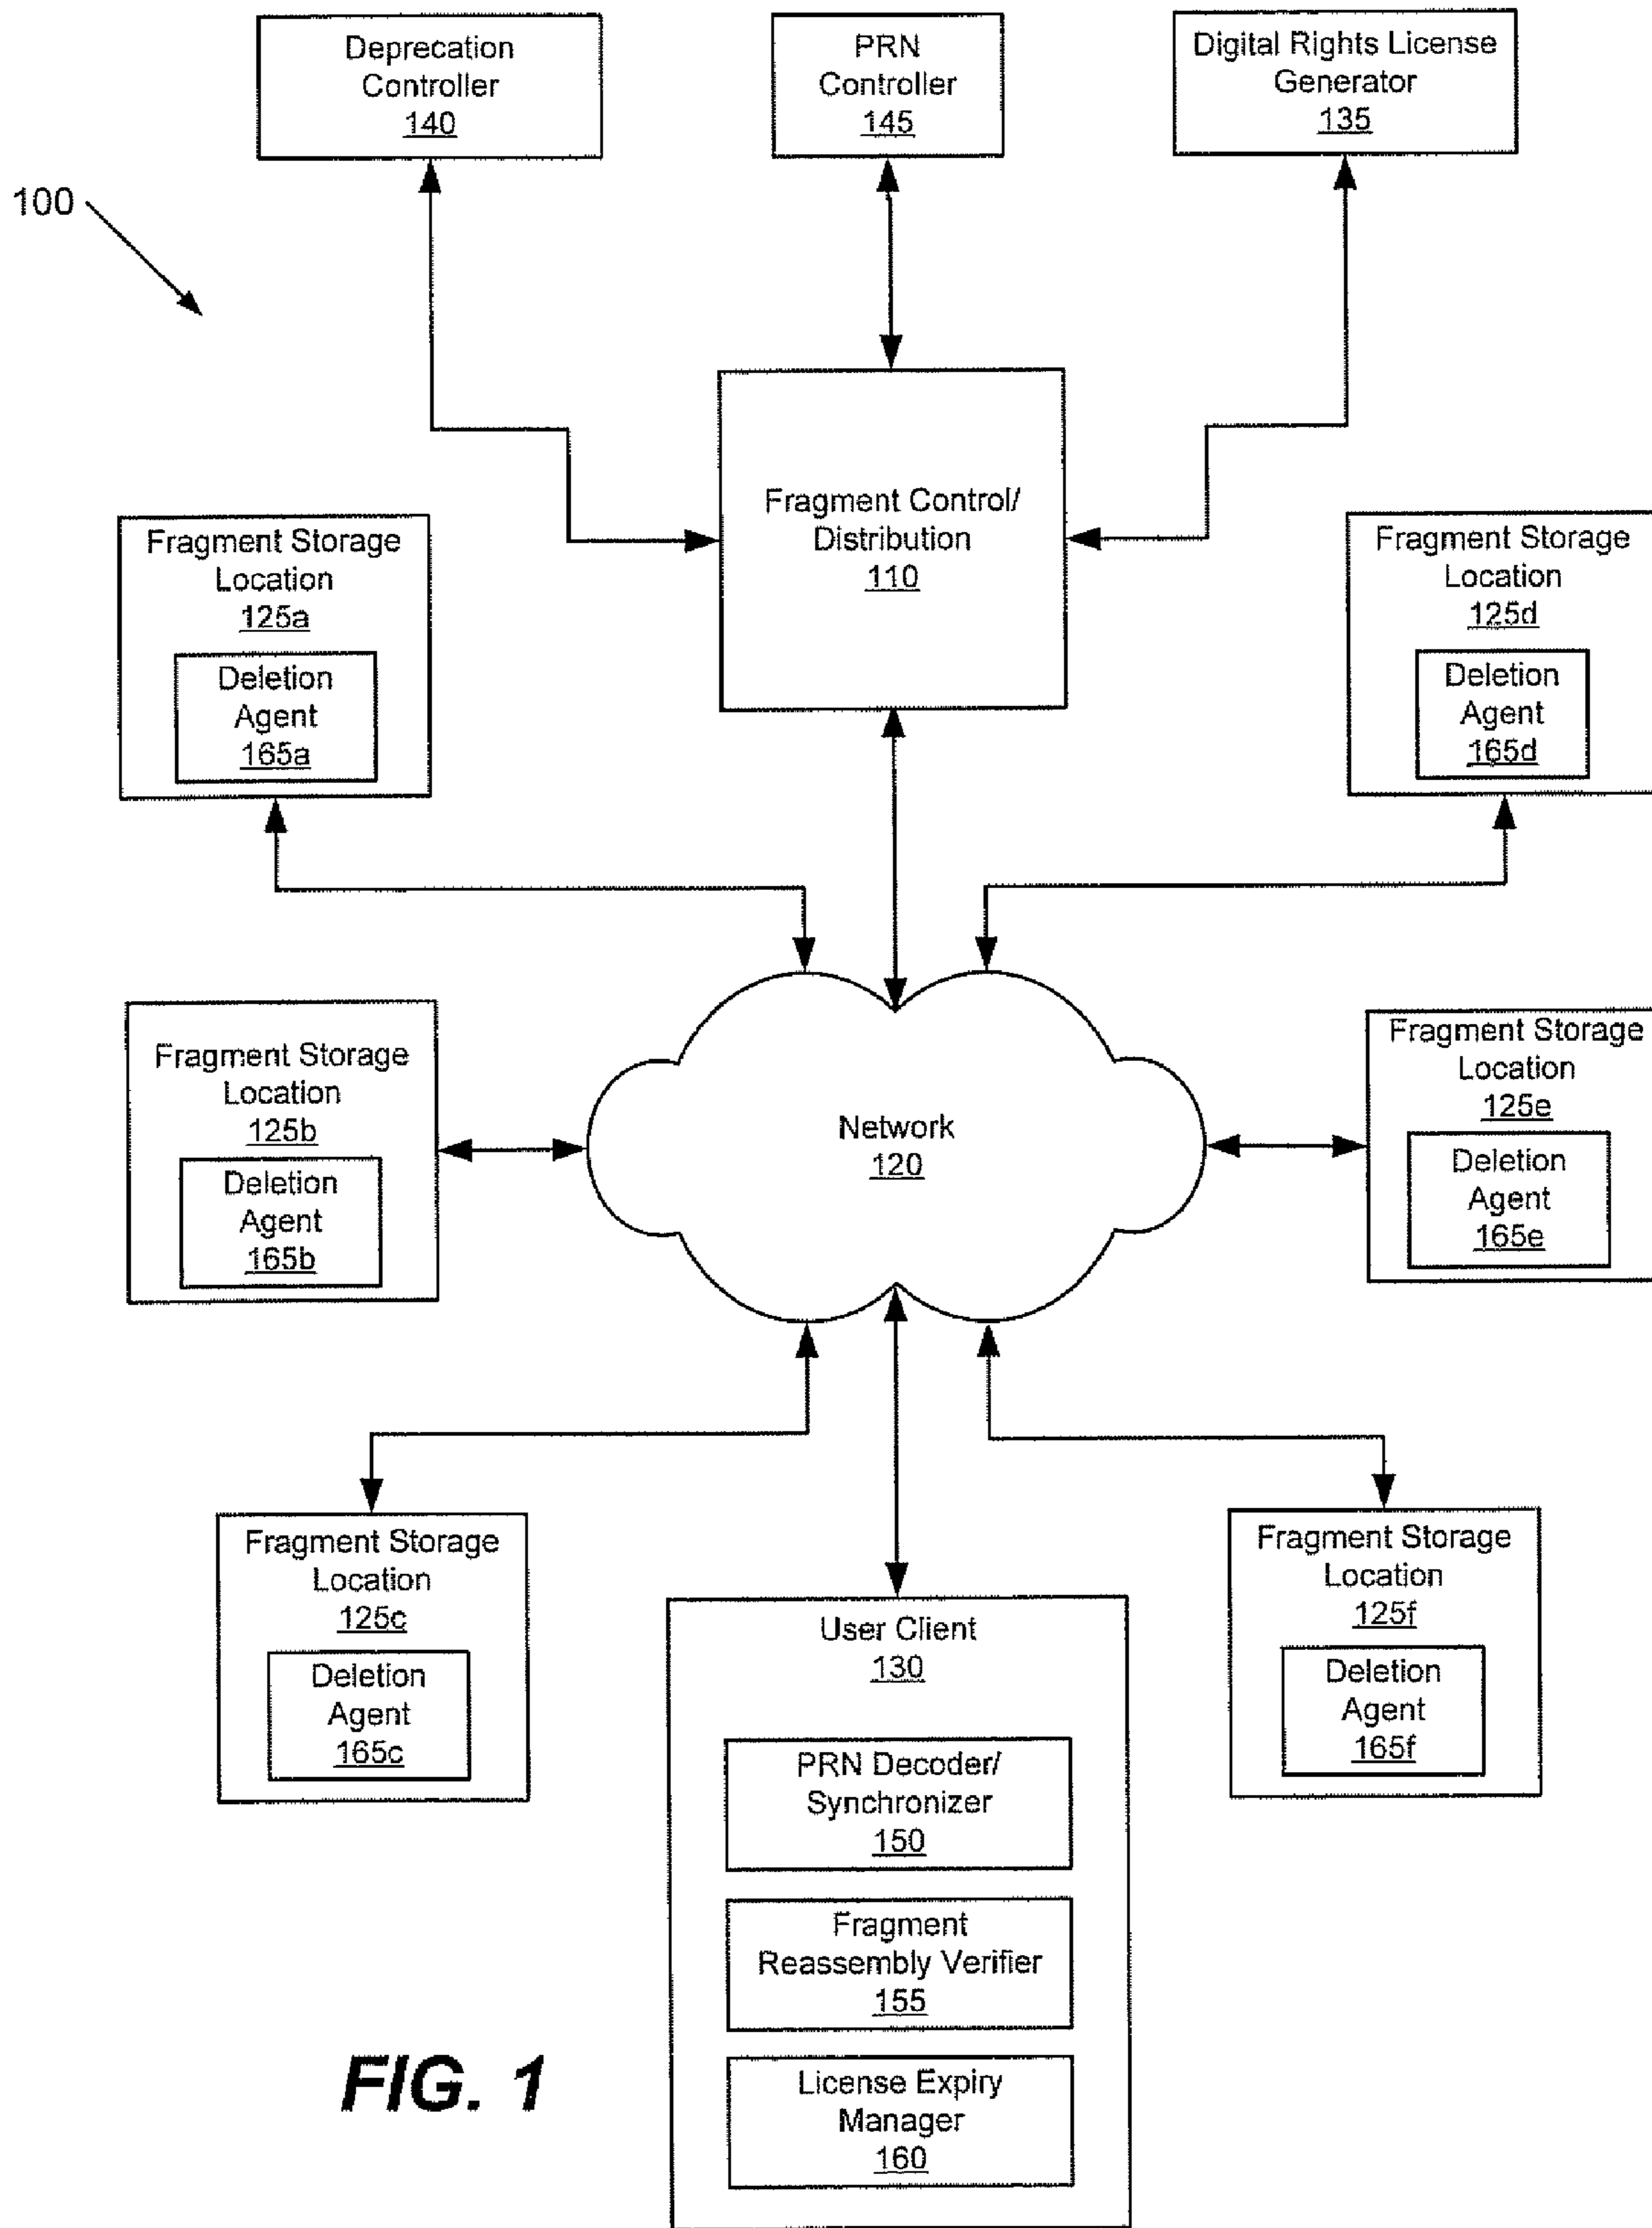 Deprecation
Controller
140
PRN
Controller
145
Digital Rights License
Generator
135
100
Fragment Control/
Distribution
110
Fragment Storage
Location
125a
Deletion
Agent
165a
Fragment Storage
Location
125d
Deletion
Agent
165d
Fragment Storage
Location
125b
Deletion
Agent
165b
Network
120
Fragment Storage
Location
125e
Deletion
Agent
165e
Fragment Storage
Location
125c
Deletion
Agent
165c
User Client
130
PRN Decoder/
Synchronizer
150
Fragment
Reassembly Verifier
155
License Expiry
Manager
160
Fragment Storage
Location
125f
Deletion
Agent
165f
FIG. 1